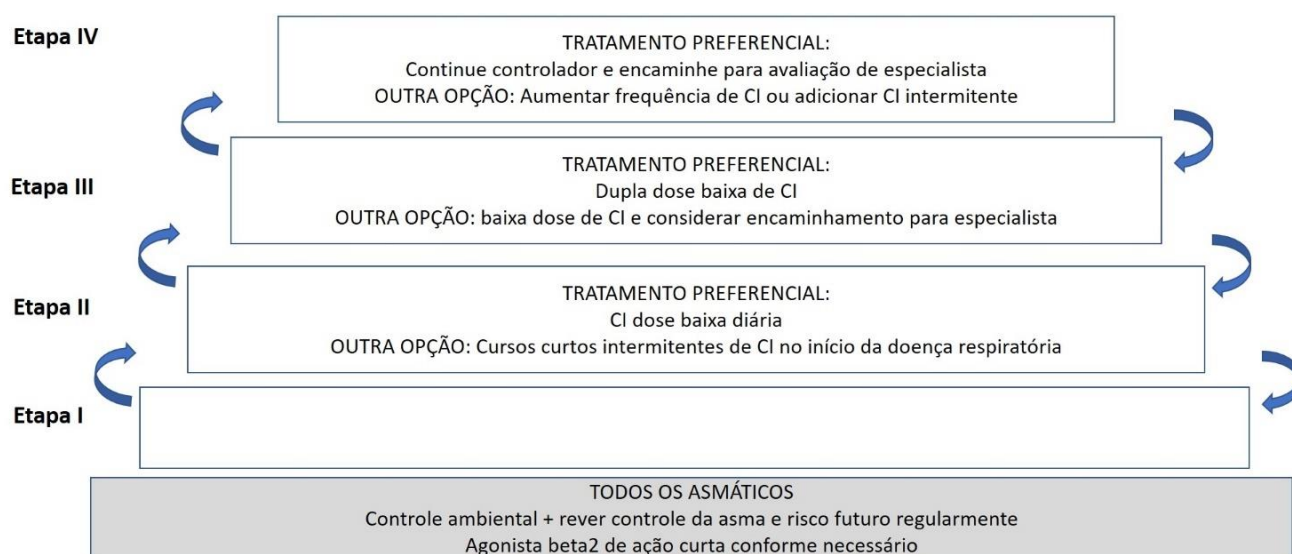 Etapa IV
TRATAMENTO PREFERENCIAL:
Continue controlador e encaminhe para avaliação de especialista
OUTRA OPÇÃO: Aumentar frequência de CI ou adicionar CI intermitente
Etapa III
TRATAMENTO PREFERENCIAL:
Dupla dose baixa de CI
OUTRA OPÇÃO: baixa dose de CI e considerar encaminhamento para especialista
Etapa II
TRATAMENTO PREFERENCIAL:
CI dose baixa diária
OUTRA OPÇÃO: Cursos curtos intermitentes de CI no início da doença respiratória
Etapa I
TODOS OS ASMÁTICOS
Controle ambiental + rever controle da asma e risco futuro regularmente
Agonista beta2 de ação curta conforme necessário